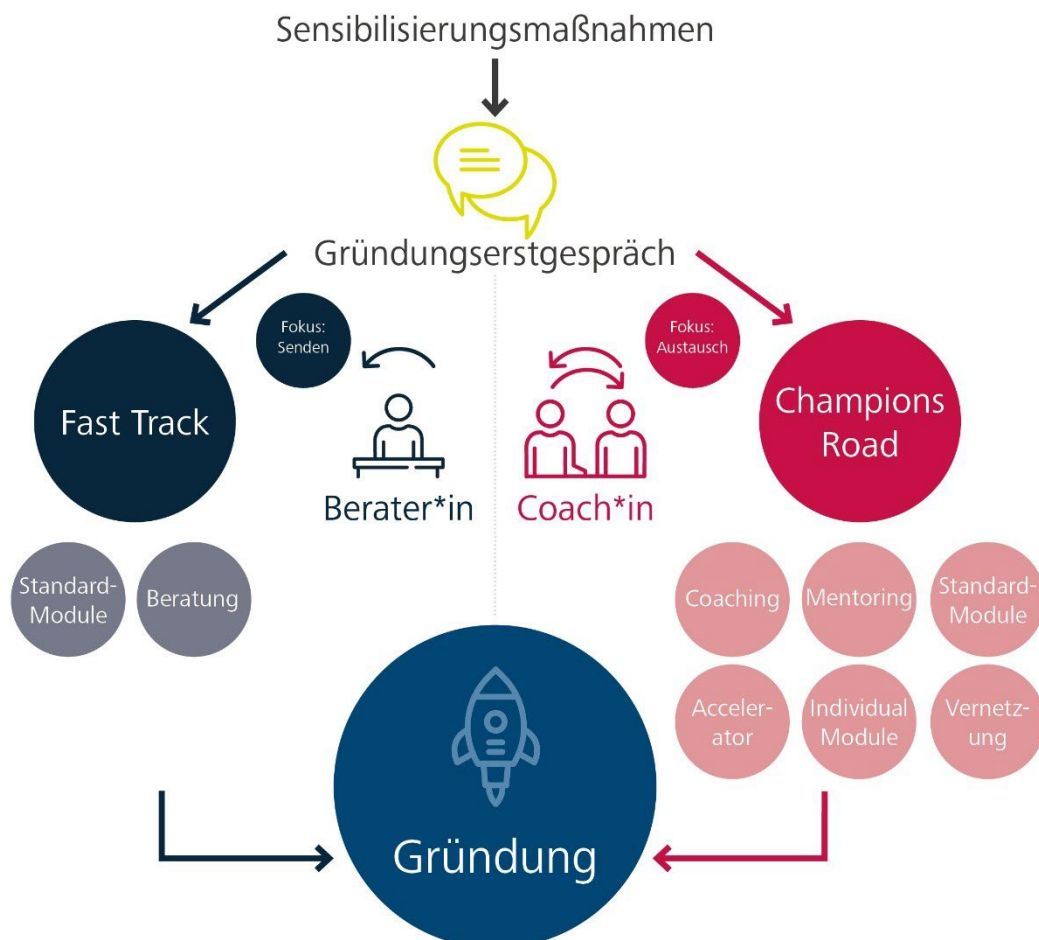 Sensibilisierungsmaßnahmen
Gründungserstgespräch
Fokus:
Senden
Fokus:
Austausch
Fast Track
Champions
Road
Berater*in
Coach*in
Standard-
Module
Beratung
Coaching
Mentoring
Standard-
Module
Acceler-
ator
Individual
Module
Vernetz-
ung
Gründung